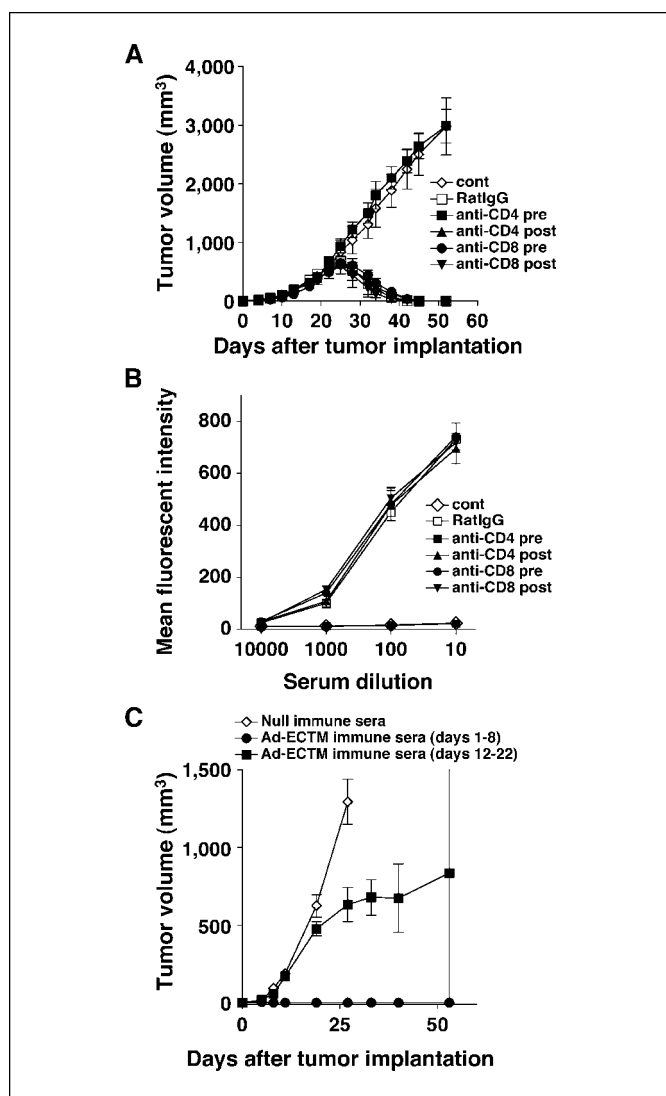 A
Tumor volume (mm³)
4,000
3,000
2,000
1,000
0
cont
RatIgG
anti-CD4 pre
anti-CD4 post
anti-CD8 pre
anti-CD8 post
0 10 20 30 40 50 60
Days after tumor implantation
B
Mean fluorescent intensity
800
600
400
200
0
cont
RatIgG
anti-CD4 pre
anti-CD4 post
anti-CD8 pre
anti-CD8 post
10000 1000 100 10
Serum dilution
C
Null immune sera
Ad-ECTM immune sera (days 1-8)
Ad-ECTM immune sera (days 12-22)
Tumor volume (mm³)
1,500
1,000
500
0
0 25 50
Days after tumor implantation